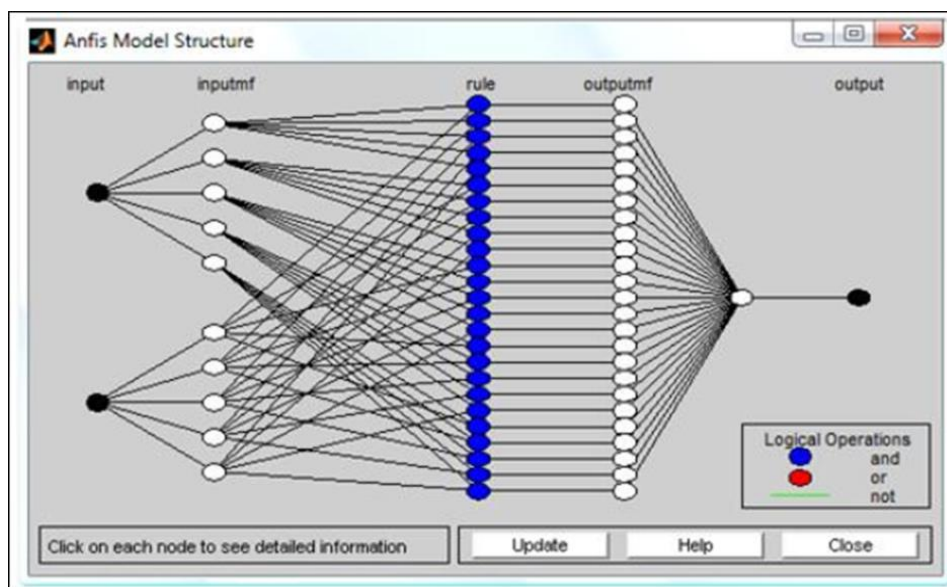 Anfis Model Structure
input inputmf rule outputmf output
Logical Operations
and
or
not
Click on each node to see detailed information
Update Help Close